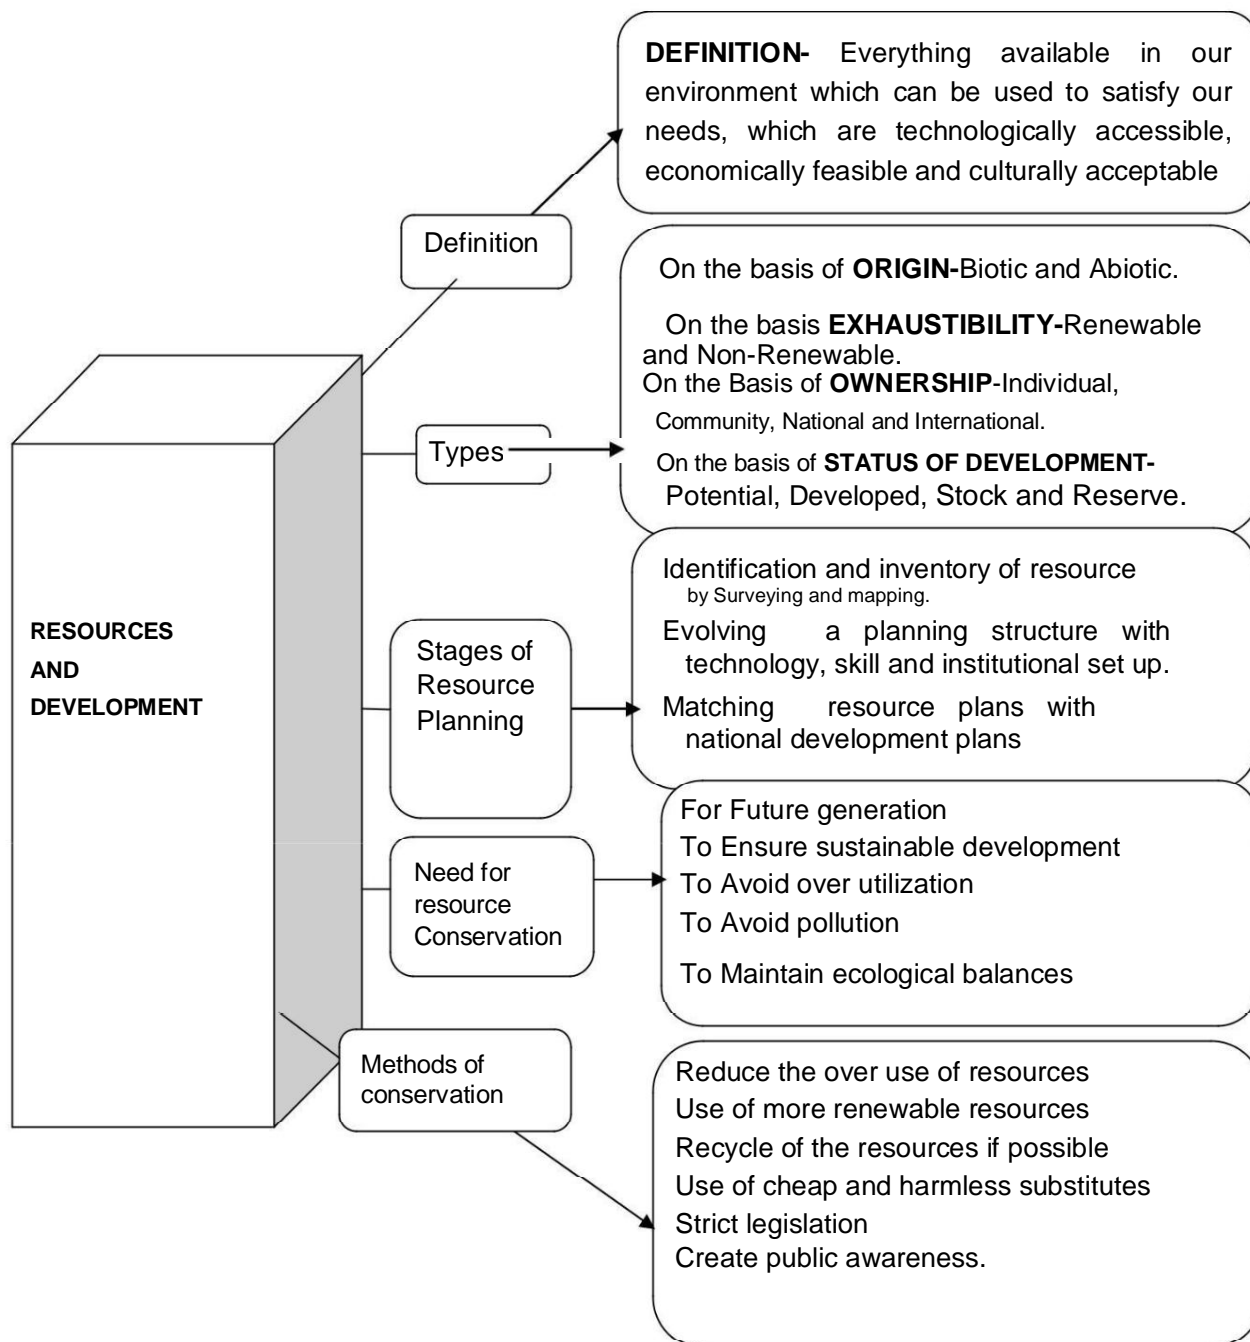 DEFINITION- Everything available in our
environment which can be used to satisfy our
needs, which are technologically accessible,
economically feasible and culturally acceptable
Definition
On the basis of ORIGIN-Biotic and Abiotic.
On the basis EXHAUSTIBILITY-Renewable
and Non-Renewable.
On the Basis of OWNERSHIP-Individual,
Community, National and International.
On the basis of STATUS OF DEVELOPMENT-
Potential, Developed, Stock and Reserve.
Types
RESOURCES
AND
DEVELOPMENT
Stages of
Resource
Planning
Identification and inventory of resource
by Surveying and mapping.
Evolving a planning structure with
technology, skill and institutional set up.
Matching resource plans with
national development plans
Need for
resource
Conservation
For Future generation
To Ensure sustainable development
To Avoid over utilization
To Avoid pollution
To Maintain ecological balances
Methods of
conservation
Reduce the over use of resources
Use of more renewable resources
Recycle of the resources if possible
Use of cheap and harmless substitutes
Strict legislation
Create public awareness.